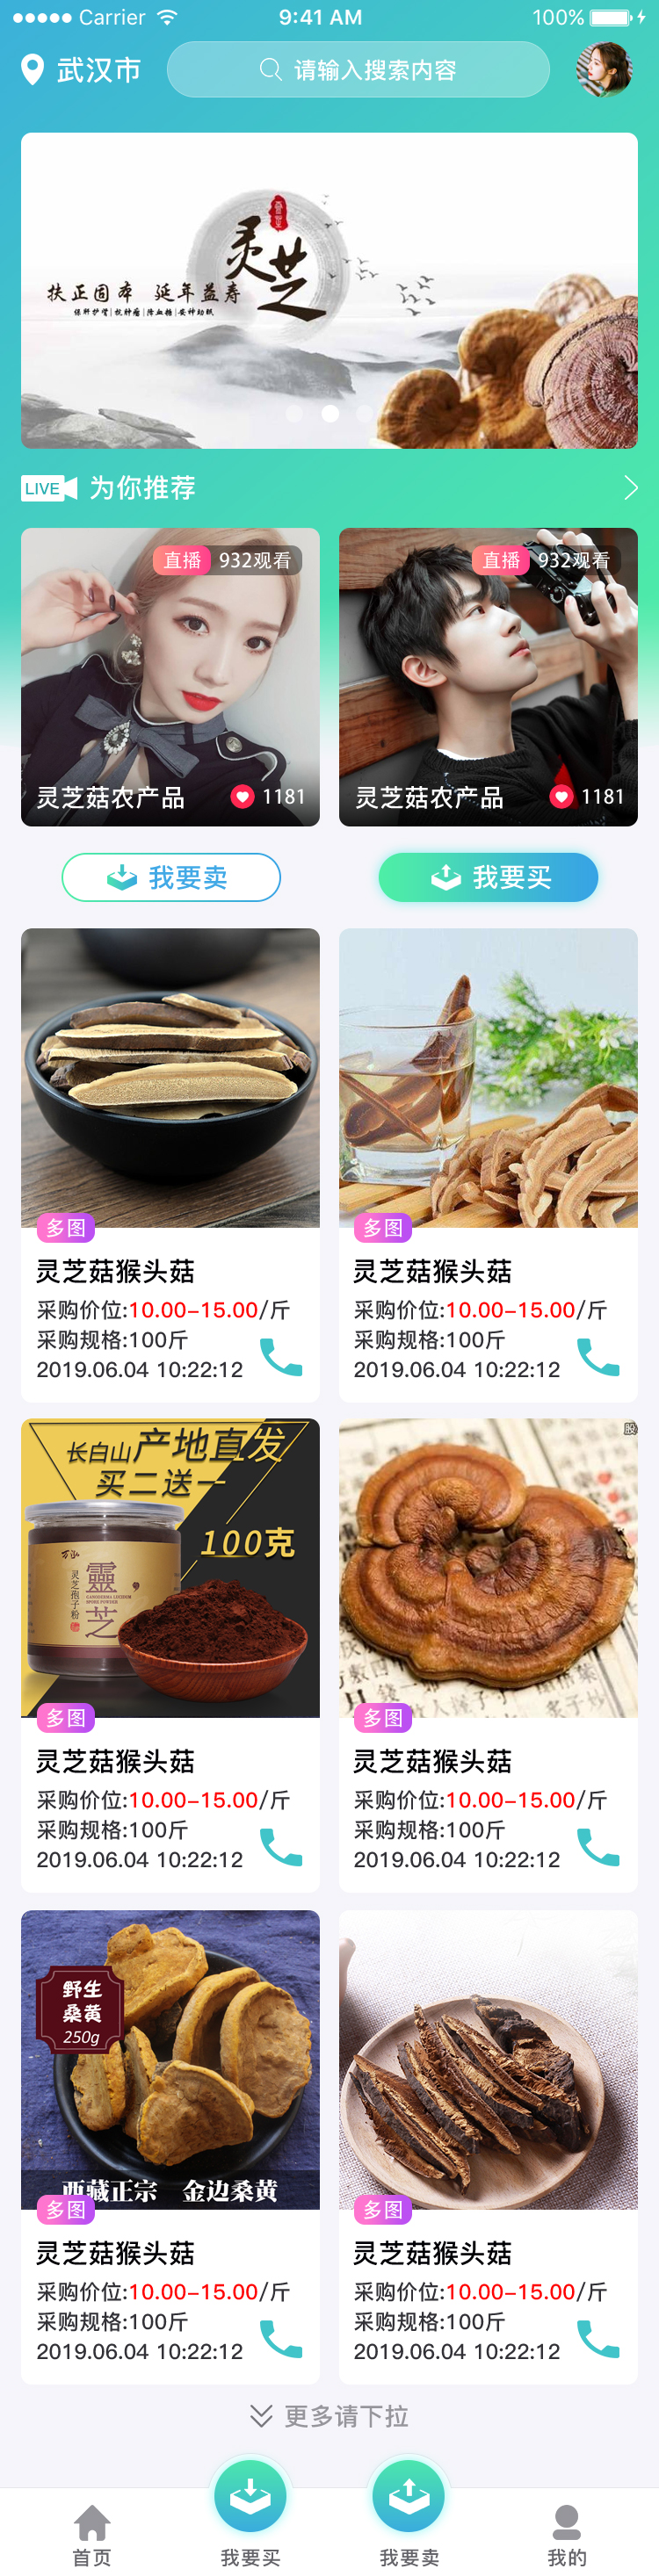 Carrier 9:41 AM 100%
武汉市 请输入搜索内容
灵芝
扶正固本 延年益寿
保肝护肾|抗肿瘤|降血糖|安神助眠
LIVE 为你推荐
直播 932观看
直播 932观看
灵芝菇农产品 1181
灵芝菇农产品 1181
我要卖 我要买
多图
灵芝菇猴头菇
采购价位:10.00-15.00/斤
采购规格:100斤
2019.06.04 10:22:12
多图
灵芝菇猴头菇
采购价位:10.00-15.00/斤
采购规格:100斤
2019.06.04 10:22:12
长白山产地直发
买二送一
100克
靈芝
灵芝孢子粉
多图
灵芝菇猴头菇
采购价位:10.00-15.00/斤
采购规格:100斤
2019.06.04 10:22:12
多图
灵芝菇猴头菇
采购价位:10.00-15.00/斤
采购规格:100斤
2019.06.04 10:22:12
野生
桑黄
250g
西藏正宗 金边桑黄
多图
灵芝菇猴头菇
采购价位:10.00-15.00/斤
采购规格:100斤
2019.06.04 10:22:12
多图
灵芝菇猴头菇
采购价位:10.00-15.00/斤
采购规格:100斤
2019.06.04 10:22:12
更多请下拉
首页 我要买 我要卖 我的